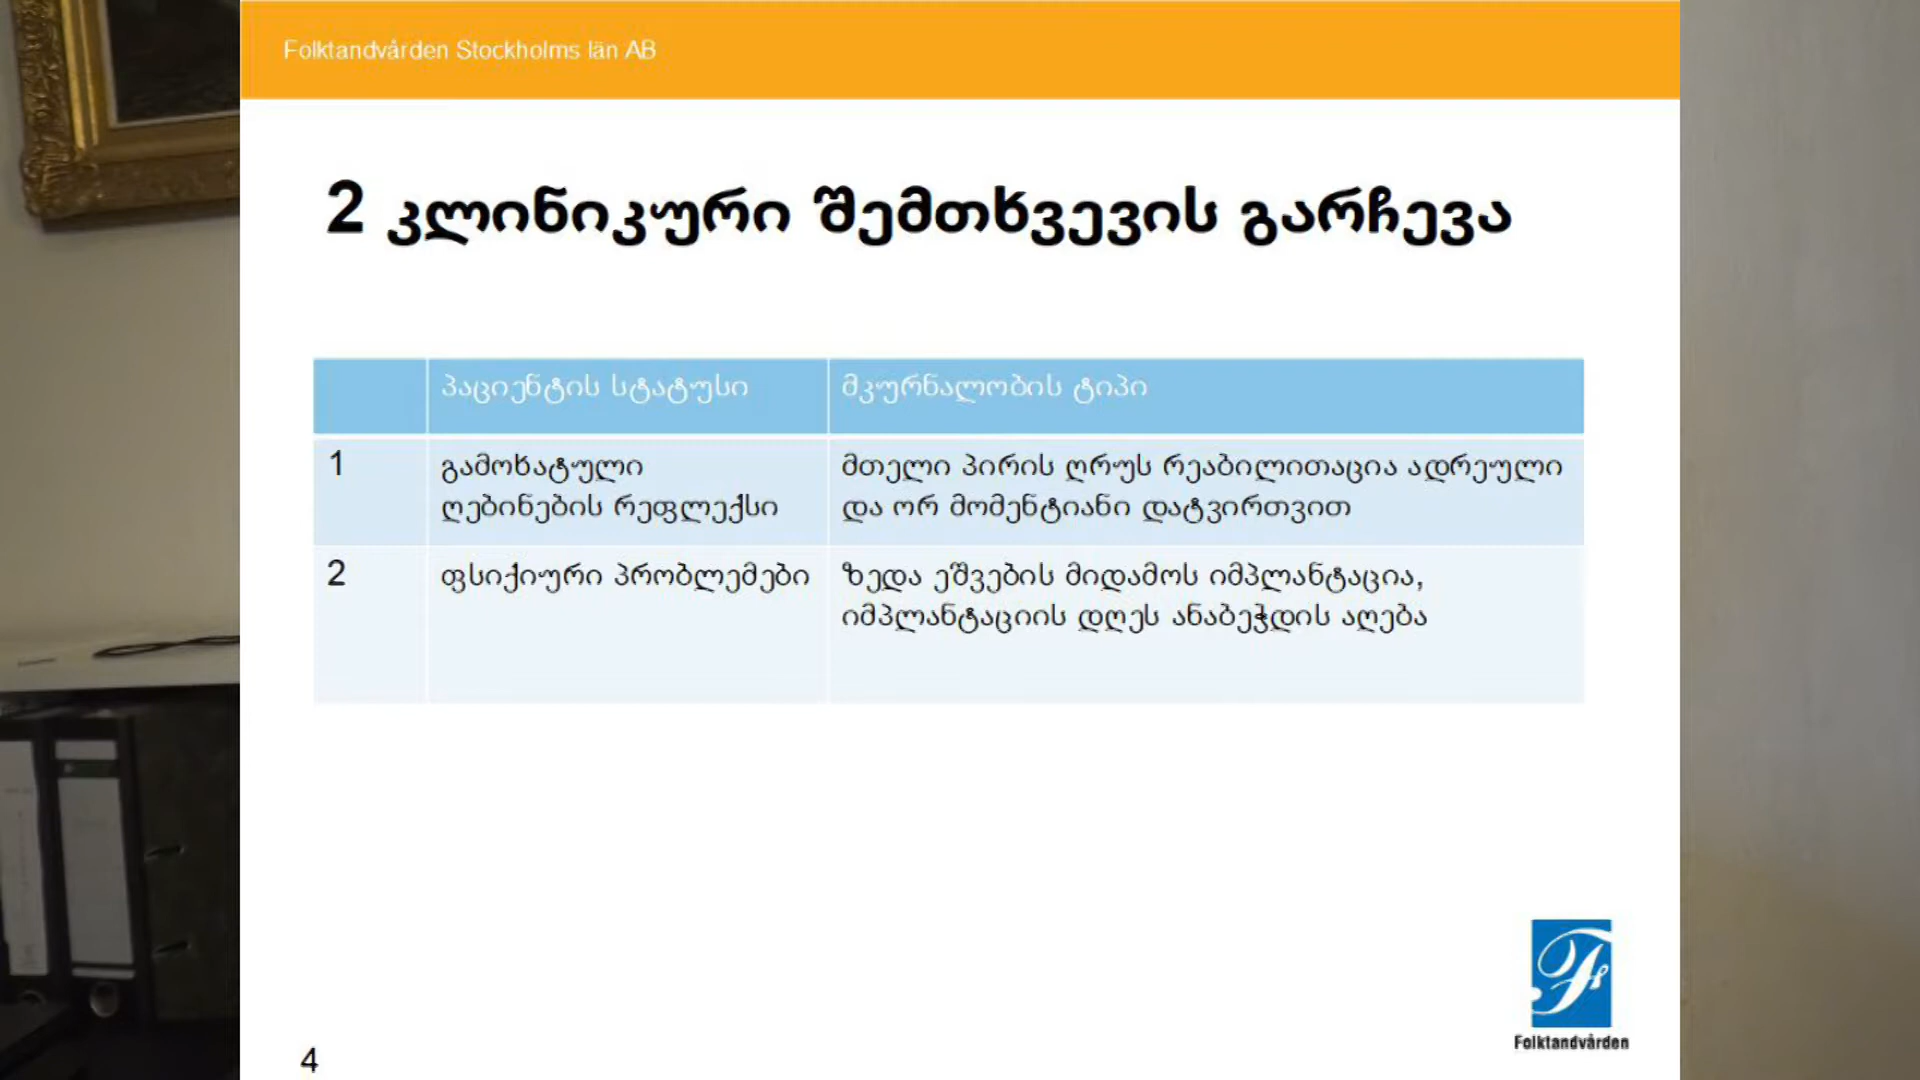 Folktandvården Stockholms län AB
2 კლინიკური შემთხვევის გარჩევა
პაციენტის სტატუსი
მკურნალობის ტიპი
1
გამოხატული
ღებინების რეფლექსი
მთელი პირის ღრუს რეაბილითაცია ადრეული
და ორ მომენტიანი დატვირთვით
2
ფსიქიური პრობლემები
ზედა ეშვების მიდამოს იმპლანტაცია,
იმპლანტაციის დღეს ანაბეჭდის აღება
Folktandvården
4